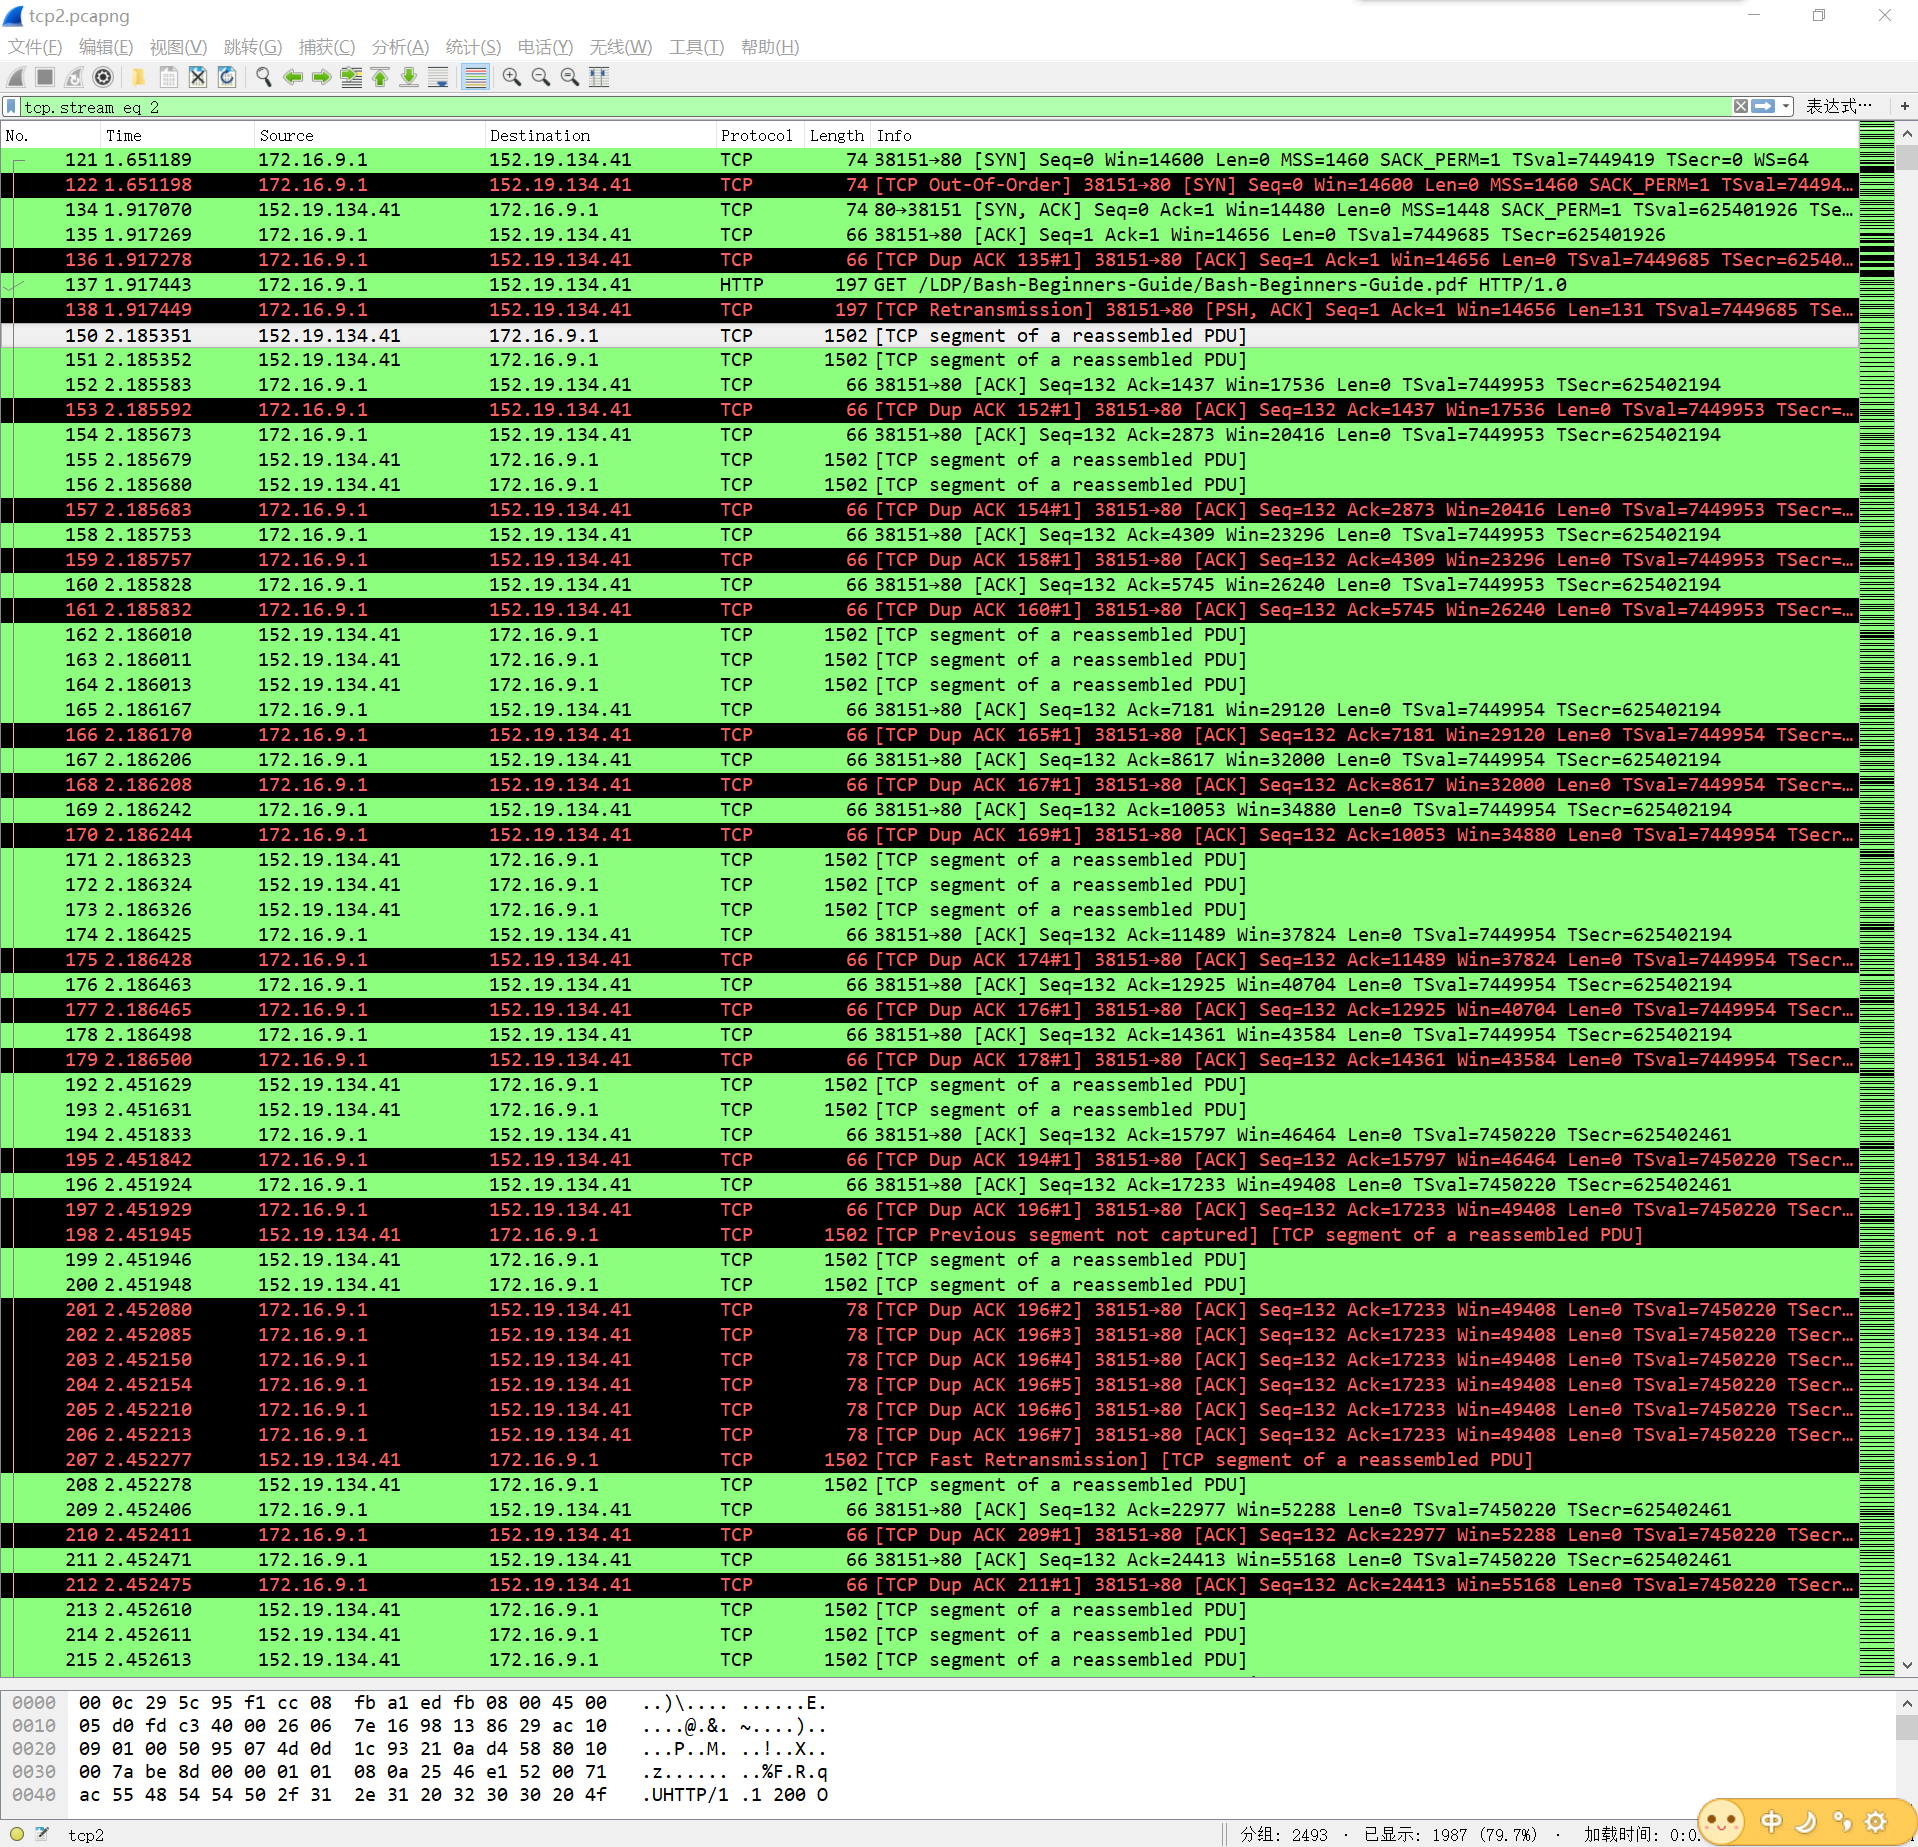 tcp2.pcapng
文件(F) 编辑(E) 视图(V) 跳转(G) 捕获(C) 分析(A) 统计(S) 电话(Y) 无线(W) 工具(T) 帮助(H)
tcp.stream eq 2 表达式… +
No. Time Source Destination Protocol Length Info
121 1.651189 172.16.9.1 152.19.134.41 TCP 74 38151→80 [SYN] Seq=0 Win=14600 Len=0 MSS=1460 SACK_PERM=1 TSval=7449419 TSecr=0 WS=64
122 1.651198 172.16.9.1 152.19.134.41 TCP 74 [TCP Out-Of-Order] 38151→80 [SYN] Seq=0 Win=14600 Len=0 MSS=1460 SACK_PERM=1 TSval=74494…
134 1.917070 152.19.134.41 172.16.9.1 TCP 74 80→38151 [SYN, ACK] Seq=0 Ack=1 Win=14480 Len=0 MSS=1448 SACK_PERM=1 TSval=625401926 TSe…
135 1.917269 172.16.9.1 152.19.134.41 TCP 66 38151→80 [ACK] Seq=1 Ack=1 Win=14656 Len=0 TSval=7449685 TSecr=625401926
136 1.917278 172.16.9.1 152.19.134.41 TCP 66 [TCP Dup ACK 135#1] 38151→80 [ACK] Seq=1 Ack=1 Win=14656 Len=0 TSval=7449685 TSecr=62540…
137 1.917443 172.16.9.1 152.19.134.41 HTTP 197 GET /LDP/Bash-Beginners-Guide/Bash-Beginners-Guide.pdf HTTP/1.0
138 1.917449 172.16.9.1 152.19.134.41 TCP 197 [TCP Retransmission] 38151→80 [PSH, ACK] Seq=1 Ack=1 Win=14656 Len=131 TSval=7449685 TSe…
150 2.185351 152.19.134.41 172.16.9.1 TCP 1502 [TCP segment of a reassembled PDU]
151 2.185352 152.19.134.41 172.16.9.1 TCP 1502 [TCP segment of a reassembled PDU]
152 2.185583 172.16.9.1 152.19.134.41 TCP 66 38151→80 [ACK] Seq=132 Ack=1437 Win=17536 Len=0 TSval=7449953 TSecr=625402194
153 2.185592 172.16.9.1 152.19.134.41 TCP 66 [TCP Dup ACK 152#1] 38151→80 [ACK] Seq=132 Ack=1437 Win=17536 Len=0 TSval=7449953 TSecr=…
154 2.185673 172.16.9.1 152.19.134.41 TCP 66 38151→80 [ACK] Seq=132 Ack=2873 Win=20416 Len=0 TSval=7449953 TSecr=625402194
155 2.185679 152.19.134.41 172.16.9.1 TCP 1502 [TCP segment of a reassembled PDU]
156 2.185680 152.19.134.41 172.16.9.1 TCP 1502 [TCP segment of a reassembled PDU]
157 2.185683 172.16.9.1 152.19.134.41 TCP 66 [TCP Dup ACK 154#1] 38151→80 [ACK] Seq=132 Ack=2873 Win=20416 Len=0 TSval=7449953 TSecr=…
158 2.185753 172.16.9.1 152.19.134.41 TCP 66 38151→80 [ACK] Seq=132 Ack=4309 Win=23296 Len=0 TSval=7449953 TSecr=625402194
159 2.185757 172.16.9.1 152.19.134.41 TCP 66 [TCP Dup ACK 158#1] 38151→80 [ACK] Seq=132 Ack=4309 Win=23296 Len=0 TSval=7449953 TSecr=…
160 2.185828 172.16.9.1 152.19.134.41 TCP 66 38151→80 [ACK] Seq=132 Ack=5745 Win=26240 Len=0 TSval=7449953 TSecr=625402194
161 2.185832 172.16.9.1 152.19.134.41 TCP 66 [TCP Dup ACK 160#1] 38151→80 [ACK] Seq=132 Ack=5745 Win=26240 Len=0 TSval=7449953 TSecr=…
162 2.186010 152.19.134.41 172.16.9.1 TCP 1502 [TCP segment of a reassembled PDU]
163 2.186011 152.19.134.41 172.16.9.1 TCP 1502 [TCP segment of a reassembled PDU]
164 2.186013 152.19.134.41 172.16.9.1 TCP 1502 [TCP segment of a reassembled PDU]
165 2.186167 172.16.9.1 152.19.134.41 TCP 66 38151→80 [ACK] Seq=132 Ack=7181 Win=29120 Len=0 TSval=7449954 TSecr=625402194
166 2.186170 172.16.9.1 152.19.134.41 TCP 66 [TCP Dup ACK 165#1] 38151→80 [ACK] Seq=132 Ack=7181 Win=29120 Len=0 TSval=7449954 TSecr=…
167 2.186206 172.16.9.1 152.19.134.41 TCP 66 38151→80 [ACK] Seq=132 Ack=8617 Win=32000 Len=0 TSval=7449954 TSecr=625402194
168 2.186208 172.16.9.1 152.19.134.41 TCP 66 [TCP Dup ACK 167#1] 38151→80 [ACK] Seq=132 Ack=8617 Win=32000 Len=0 TSval=7449954 TSecr=…
169 2.186242 172.16.9.1 152.19.134.41 TCP 66 38151→80 [ACK] Seq=132 Ack=10053 Win=34880 Len=0 TSval=7449954 TSecr=625402194
170 2.186244 172.16.9.1 152.19.134.41 TCP 66 [TCP Dup ACK 169#1] 38151→80 [ACK] Seq=132 Ack=10053 Win=34880 Len=0 TSval=7449954 TSecr…
171 2.186323 152.19.134.41 172.16.9.1 TCP 1502 [TCP segment of a reassembled PDU]
172 2.186324 152.19.134.41 172.16.9.1 TCP 1502 [TCP segment of a reassembled PDU]
173 2.186326 152.19.134.41 172.16.9.1 TCP 1502 [TCP segment of a reassembled PDU]
174 2.186425 172.16.9.1 152.19.134.41 TCP 66 38151→80 [ACK] Seq=132 Ack=11489 Win=37824 Len=0 TSval=7449954 TSecr=625402194
175 2.186428 172.16.9.1 152.19.134.41 TCP 66 [TCP Dup ACK 174#1] 38151→80 [ACK] Seq=132 Ack=11489 Win=37824 Len=0 TSval=7449954 TSecr…
176 2.186463 172.16.9.1 152.19.134.41 TCP 66 38151→80 [ACK] Seq=132 Ack=12925 Win=40704 Len=0 TSval=7449954 TSecr=625402194
177 2.186465 172.16.9.1 152.19.134.41 TCP 66 [TCP Dup ACK 176#1] 38151→80 [ACK] Seq=132 Ack=12925 Win=40704 Len=0 TSval=7449954 TSecr…
178 2.186498 172.16.9.1 152.19.134.41 TCP 66 38151→80 [ACK] Seq=132 Ack=14361 Win=43584 Len=0 TSval=7449954 TSecr=625402194
179 2.186500 172.16.9.1 152.19.134.41 TCP 66 [TCP Dup ACK 178#1] 38151→80 [ACK] Seq=132 Ack=14361 Win=43584 Len=0 TSval=7449954 TSecr…
192 2.451629 152.19.134.41 172.16.9.1 TCP 1502 [TCP segment of a reassembled PDU]
193 2.451631 152.19.134.41 172.16.9.1 TCP 1502 [TCP segment of a reassembled PDU]
194 2.451833 172.16.9.1 152.19.134.41 TCP 66 38151→80 [ACK] Seq=132 Ack=15797 Win=46464 Len=0 TSval=7450220 TSecr=625402461
195 2.451842 172.16.9.1 152.19.134.41 TCP 66 [TCP Dup ACK 194#1] 38151→80 [ACK] Seq=132 Ack=15797 Win=46464 Len=0 TSval=7450220 TSecr…
196 2.451924 172.16.9.1 152.19.134.41 TCP 66 38151→80 [ACK] Seq=132 Ack=17233 Win=49408 Len=0 TSval=7450220 TSecr=625402461
197 2.451929 172.16.9.1 152.19.134.41 TCP 66 [TCP Dup ACK 196#1] 38151→80 [ACK] Seq=132 Ack=17233 Win=49408 Len=0 TSval=7450220 TSecr…
198 2.451945 152.19.134.41 172.16.9.1 TCP 1502 [TCP Previous segment not captured] [TCP segment of a reassembled PDU]
199 2.451946 152.19.134.41 172.16.9.1 TCP 1502 [TCP segment of a reassembled PDU]
200 2.451948 152.19.134.41 172.16.9.1 TCP 1502 [TCP segment of a reassembled PDU]
201 2.452080 172.16.9.1 152.19.134.41 TCP 78 [TCP Dup ACK 196#2] 38151→80 [ACK] Seq=132 Ack=17233 Win=49408 Len=0 TSval=7450220 TSecr…
202 2.452085 172.16.9.1 152.19.134.41 TCP 78 [TCP Dup ACK 196#3] 38151→80 [ACK] Seq=132 Ack=17233 Win=49408 Len=0 TSval=7450220 TSecr…
203 2.452150 172.16.9.1 152.19.134.41 TCP 78 [TCP Dup ACK 196#4] 38151→80 [ACK] Seq=132 Ack=17233 Win=49408 Len=0 TSval=7450220 TSecr…
204 2.452154 172.16.9.1 152.19.134.41 TCP 78 [TCP Dup ACK 196#5] 38151→80 [ACK] Seq=132 Ack=17233 Win=49408 Len=0 TSval=7450220 TSecr…
205 2.452210 172.16.9.1 152.19.134.41 TCP 78 [TCP Dup ACK 196#6] 38151→80 [ACK] Seq=132 Ack=17233 Win=49408 Len=0 TSval=7450220 TSecr…
206 2.452213 172.16.9.1 152.19.134.41 TCP 78 [TCP Dup ACK 196#7] 38151→80 [ACK] Seq=132 Ack=17233 Win=49408 Len=0 TSval=7450220 TSecr…
207 2.452277 152.19.134.41 172.16.9.1 TCP 1502 [TCP Fast Retransmission] [TCP segment of a reassembled PDU]
208 2.452278 152.19.134.41 172.16.9.1 TCP 1502 [TCP segment of a reassembled PDU]
209 2.452406 172.16.9.1 152.19.134.41 TCP 66 38151→80 [ACK] Seq=132 Ack=22977 Win=52288 Len=0 TSval=7450220 TSecr=625402461
210 2.452411 172.16.9.1 152.19.134.41 TCP 66 [TCP Dup ACK 209#1] 38151→80 [ACK] Seq=132 Ack=22977 Win=52288 Len=0 TSval=7450220 TSecr…
211 2.452471 172.16.9.1 152.19.134.41 TCP 66 38151→80 [ACK] Seq=132 Ack=24413 Win=55168 Len=0 TSval=7450220 TSecr=625402461
212 2.452475 172.16.9.1 152.19.134.41 TCP 66 [TCP Dup ACK 211#1] 38151→80 [ACK] Seq=132 Ack=24413 Win=55168 Len=0 TSval=7450220 TSecr…
213 2.452610 152.19.134.41 172.16.9.1 TCP 1502 [TCP segment of a reassembled PDU]
214 2.452611 152.19.134.41 172.16.9.1 TCP 1502 [TCP segment of a reassembled PDU]
215 2.452613 152.19.134.41 172.16.9.1 TCP 1502 [TCP segment of a reassembled PDU]
0000 00 0c 29 5c 95 f1 cc 08 fb a1 ed fb 08 00 45 00 ..)\.... ......E.
0010 05 d0 fd c3 40 00 26 06 7e 16 98 13 86 29 ac 10 ....@.&. ~....)..
0020 09 01 00 50 95 07 4d 0d 1c 93 21 0a d4 58 80 10 ...P..M. ..!..X..
0030 00 7a be 8d 00 00 01 01 08 0a 25 46 e1 52 00 71 .z...... ..%F.R.q
0040 ac 55 48 54 54 50 2f 31 2e 31 20 32 30 30 20 4f .UHTTP/1 .1 200 O
tcp2 分组: 2493 · 已显示: 1987 (79.7%) · 加载时间: 0:0. 中